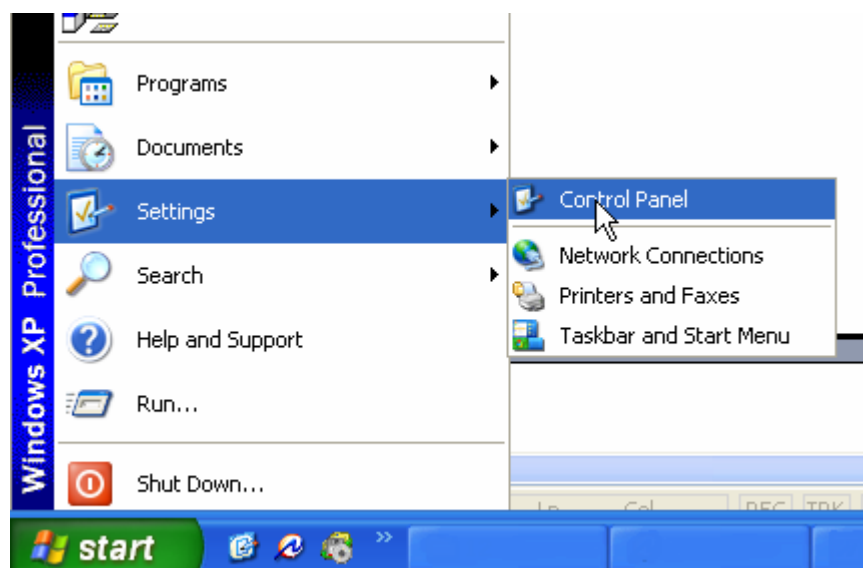 Windows XP Professional
Programs
Documents
Settings
Search
Help and Support
Run...
Shut Down...
Control Panel
Network Connections
Printers and Faxes
Taskbar and Start Menu
start
»